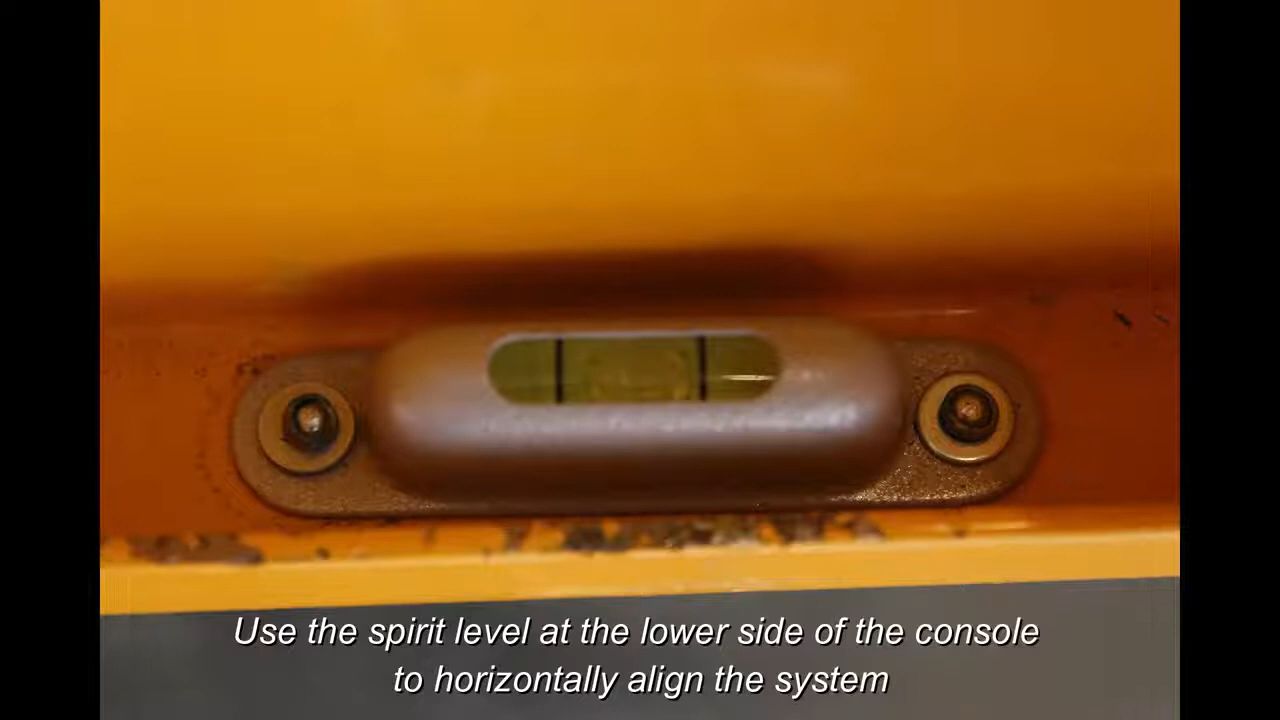 Use the spirit level at the lower side of the console
to horizontally align the system